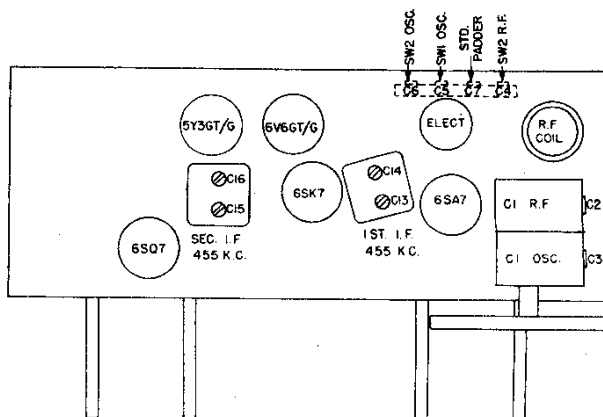 SW2 OSC.
SW1 OSC.
STD.
PADDER
SW2 R.F.
C6
C5
C7
C4
5Y3GT/G
6V6GT/G
ELECT
R.F
COIL
C16
C15
SEC. I.F
455 K.C.
6SK7
C14
C13
1ST. I.F.
455 K.C.
6SA7
C1 R.F
C2
C1 OSC.
C3
6SQ7